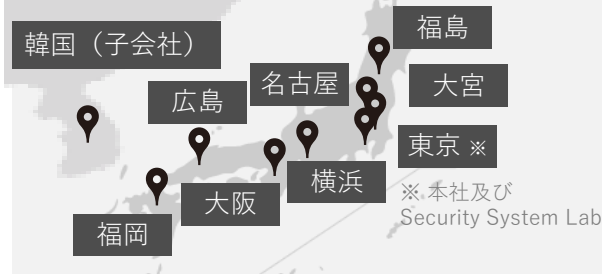 福島
韓国（子会社）
名古屋
大宮
広島
東京 ※
横浜
大阪
※ 本社及び
Security System Lab
福岡